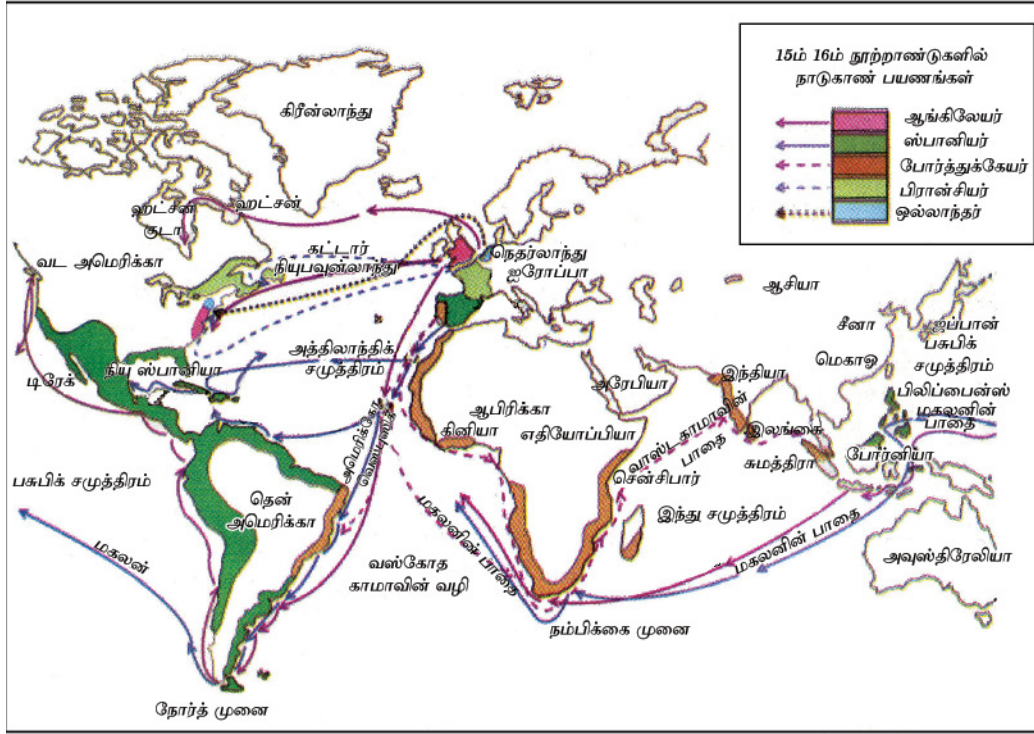 15ம் 16ம் நூற்றாண்டுகளில்
நாடுகாண் பயணங்கள்
ஆங்கிலேயர்
ஸ்பானியர்
போர்த்துக்கேயர்
பிரான்சியர்
ஒல்லாந்தர்
கிரீன்லாந்து
ஹட்சன்
குடா
ஹட்சன்
கட்டார்
நியுபவுன்லாந்து
நெதர்லாந்து
ஐரோப்பா
வட அமெரிக்கா
ஆசியா
சீனா
ஜப்பான்
பசுபிக்
சமுத்திரம்
மெகாஓ
டிரேக்
நியு ஸ்பானியா
அத்திலாந்திக்
சமுத்திரம்
அரேபியா
இந்தியா
பிலிப்பைன்ஸ்
மகலனின்
பாதை
ஆபிரிக்கா
கினியா
எதியோப்பியா
வாஸ்ட காமாவின்
பாதை
இலங்கை
சுமத்திரா
போர்னியா
அமெரிக்கோ
சென்சிபார்
பசுபிக் சமுத்திரம்
தென்
அமெரிக்கா
இந்து சமுத்திரம்
மகலன்
மகலனின் பாதை
மகலனின் பாதை
அவுஸ்திரேலியா
வஸ்கோத
காமாவின் வழி
நம்பிக்கை முனை
நோர்த் முனை